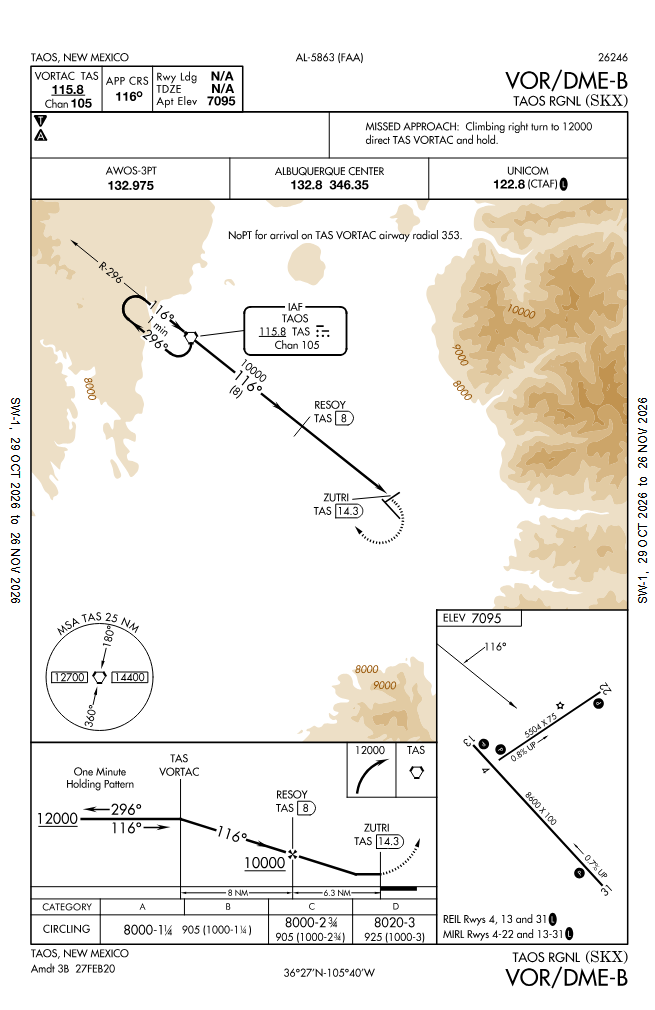 TAOS, NEW MEXICO
AL-5863 (FAA)
26246
VORTAC TAS
115.8
Chan 105
APP CRS
116°
Rwy Ldg N/A
TDZE N/A
Apt Elev 7095
VOR/DME-B
TAOS RGNL (SKX)
T
A
MISSED APPROACH: Climbing right turn to 12000
direct TAS VORTAC and hold.
AWOS-3PT
132.975
ALBUQUERQUE CENTER
132.8 346.35
UNICOM
122.8 (CTAF) L
NoPT for arrival on TAS VORTAC airway radial 353.
R-296
116°
1 min
296°
IAF
TAOS
115.8 TAS
Chan 105
10000
116°
(8)
RESOY
TAS 8
ZUTRI
TAS 14.3
8000
10000
9000
8000
8000
9000
SW-1, 29 OCT 2026 to 26 NOV 2026
SW-1, 29 OCT 2026 to 26 NOV 2026
MSA TAS 25 NM
180°
12700
14400
360°
ELEV 7095
116°
22
5504 X 75
0.8% UP
13
4
8600 X 100
0.7% UP
31
P
P
P
P
REIL Rwys 4, 13 and 31 L
MIRL Rwys 4-22 and 13-31 L
One Minute
Holding Pattern
TAS
VORTAC
12000
296°
116°
116°
RESOY
TAS 8
10000
ZUTRI
TAS 14.3
12000
TAS
8 NM
6.3 NM
CATEGORY A B C D
CIRCLING 8000-1¼ 905 (1000-1¼) 8000-2¾ 8020-3
905 (1000-2¾) 925 (1000-3)
TAOS, NEW MEXICO
Amdt 3B 27FEB20
36°27'N-105°40'W
TAOS RGNL (SKX)
VOR/DME-B